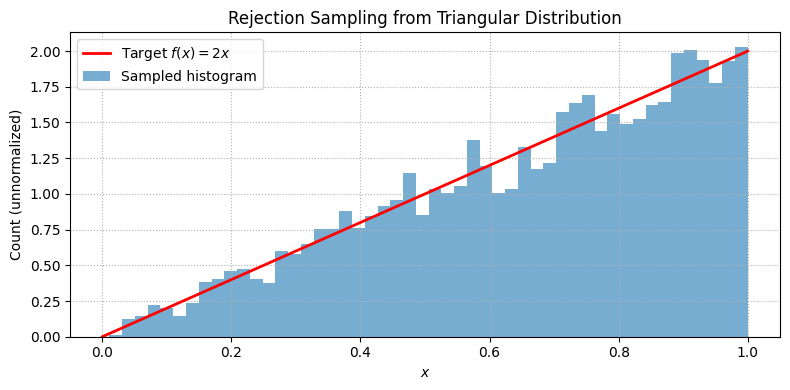 Rejection Sampling from Triangular Distribution
Target f(x) = 2x
Sampled histogram
Count (unnormalized)
2.00
1.75
1.50
1.25
1.00
0.75
0.50
0.25
0.00
0.0 0.2 0.4 0.6 0.8 1.0
x